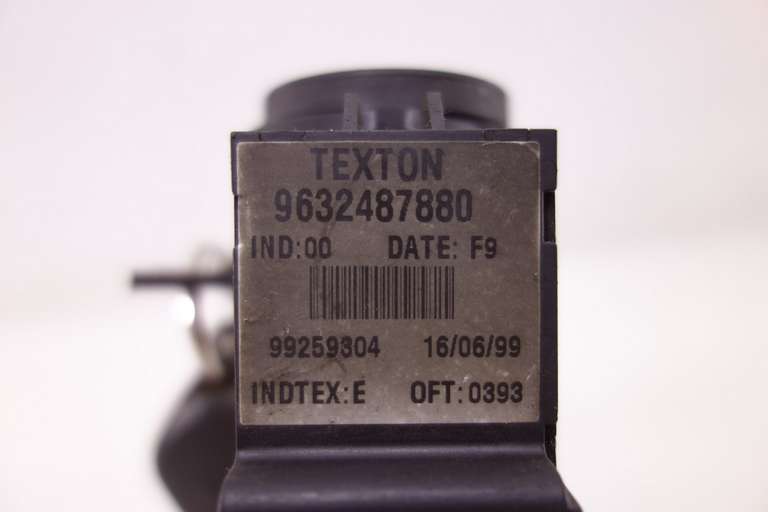 TEXTON
9632487880
IND:00 DATE: F9
99259304 16/06/99
INDTEX:E OFT:0393